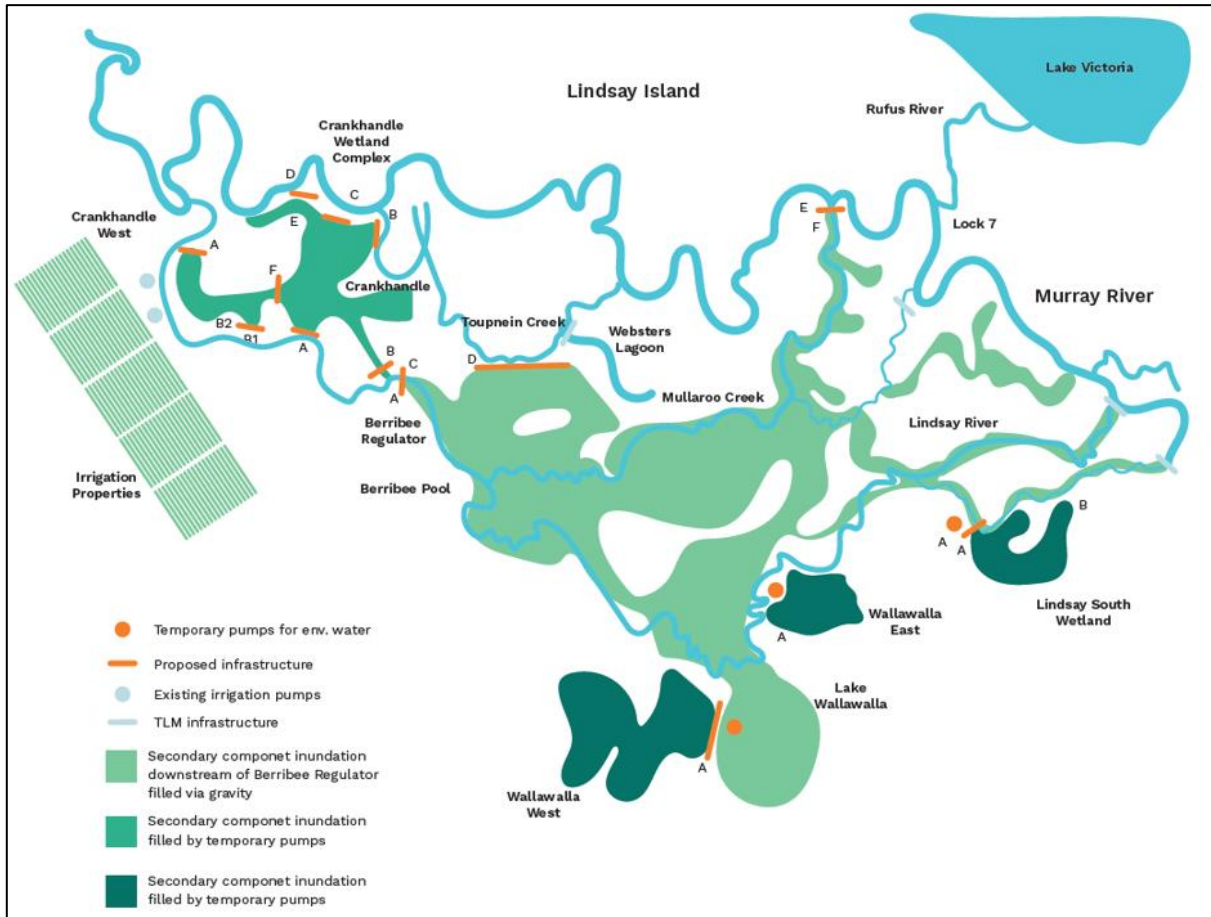 Lake Victoria
Lindsay Island
Rufus River
Crankhandle
Wetland
Complex
D
C
B
E
Crankhandle
West
A
F
E
F
Lock 7
Murray River
Crankhandle
B2
B1
A
Toupnein Creek
Websters
Lagoon
B
C
D
A
Mullaroo Creek
Berribee
Regulator
Lindsay River
Irrigation
Properties
Berribee Pool
B
A
A
Lindsay South
Wetland
A
Wallawalla
East
Lake
Wallawalla
A
Wallawalla
West
Temporary pumps for env. water
Proposed infrastructure
Existing irrigation pumps
TLM infrastructure
Secondary componet inundation
downstream of Berribee Regulator
filled via gravity
Secondary componet inundation
filled by temporary pumps
Secondary componet inundation
filled by temporary pumps